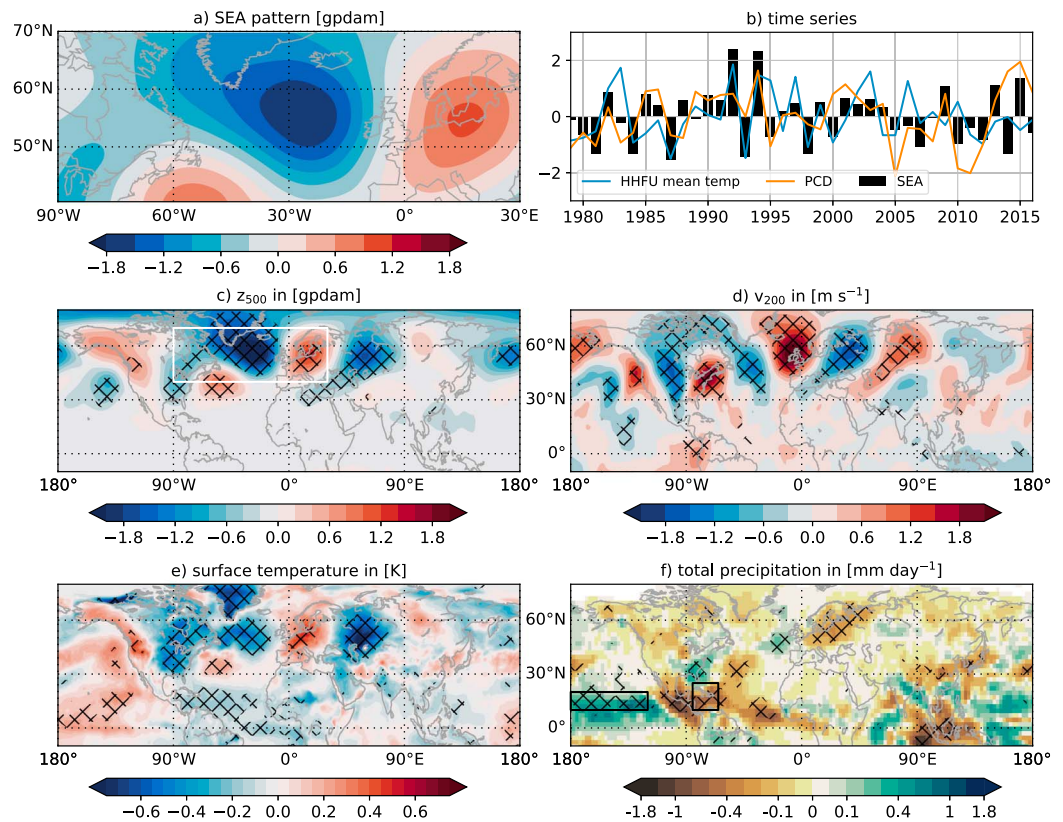 a) SEA pattern [gpdam]
70°N
60°N
50°N
90°W 60°W 30°W 0° 30°E
−1.8 −1.2 −0.6 0.0 0.6 1.2 1.8
b) time series
2
0
−2
HHFU mean temp PCD SEA
1980 1985 1990 1995 2000 2005 2010 2016
c) z500 in [gpdam]
60°N
30°N
0°
180° 90°W 0° 90°E 180°
−1.8 −1.2 −0.6 0.0 0.6 1.2 1.8
d) v200 in [m s−1]
60°N
30°N
0°
180° 90°W 0° 90°E 180°
−1.8 −1.2 −0.6 0.0 0.6 1.2 1.8
e) surface temperature in [K]
60°N
30°N
0°
180° 90°W 0° 90°E 180°
−0.6 −0.4 −0.2 0.0 0.2 0.4 0.6
f) total precipitation in [mm day−1]
60°N
30°N
0°
180° 90°W 0° 90°E 180°
-1.8 -1 -0.4 -0.1 0 0.1 0.4 1 1.8